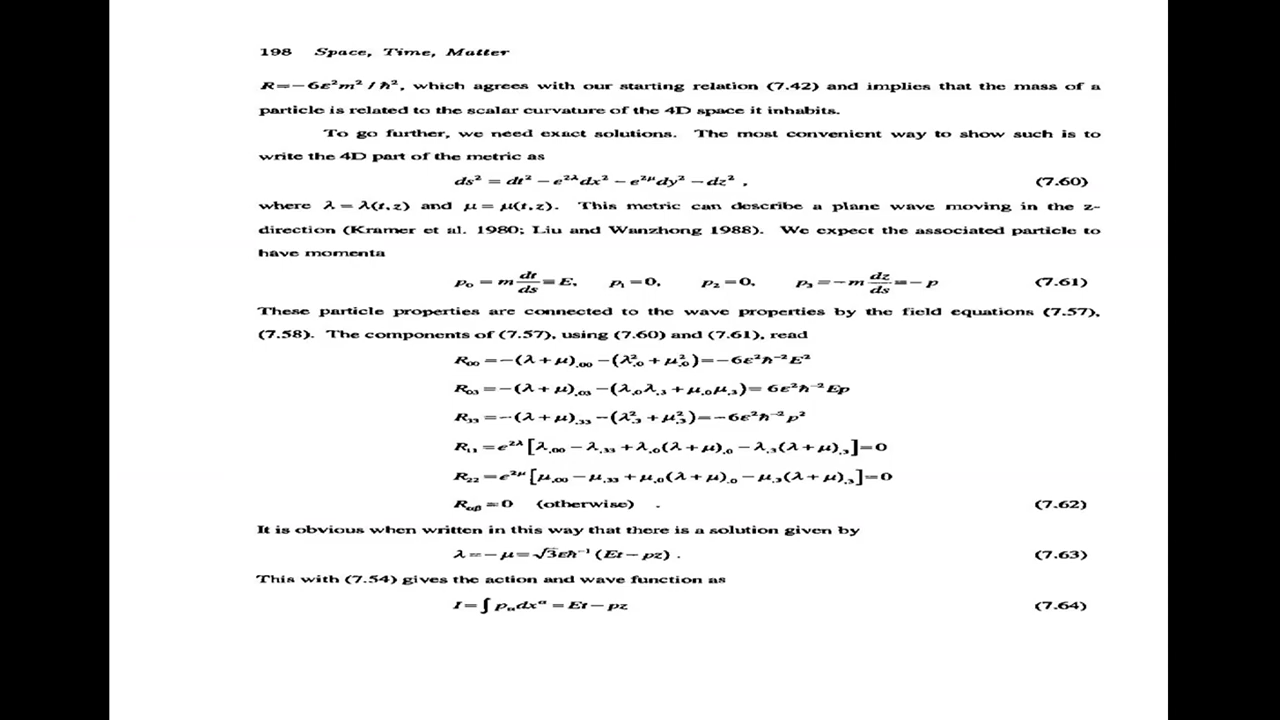 198 Space, Time, Matter
R=−6ε²m²/ħ², which agrees with our starting relation (7.42) and implies that the mass of a
particle is related to the scalar curvature of the 4D space it inhabits.
To go further, we need exact solutions. The most convenient way to show such is to
write the 4D part of the metric as
ds² = dt² − e^{2λ}dx² − e^{2μ}dy² − dz² , (7.60)
where λ = λ(t,z) and μ = μ(t,z). This metric can describe a plane wave moving in the z-
direction (Kramer et al. 1980; Liu and Wanzhong 1988). We expect the associated particle to
have momenta
p₀ = m dt/ds ≡ E, p₁ = 0, p₂ = 0, p₃ = −m dz/ds ≡ −p (7.61)
These particle properties are connected to the wave properties by the field equations (7.57),
(7.58). The components of (7.57), using (7.60) and (7.61), read
R₀₀ = −(λ + μ),₀₀ − (λ,₀² + μ,₀²) = −6ε²ħ⁻²E²
R₀₃ = −(λ + μ),₀₃ − (λ,₀λ,₃ + μ,₀μ,₃) = 6ε²ħ⁻²Ep
R₃₃ = −(λ + μ),₃₃ − (λ,₃² + μ,₃²) = −6ε²ħ⁻²p²
R₁₁ = e^{2λ}[λ,₀₀ − λ,₃₃ + λ,₀(λ + μ),₀ − λ,₃(λ + μ),₃] = 0
R₂₂ = e^{2μ}[μ,₀₀ − μ,₃₃ + μ,₀(λ + μ),₀ − μ,₃(λ + μ),₃] = 0
R_{αβ} = 0 (otherwise) . (7.62)
It is obvious when written in this way that there is a solution given by
λ = −μ = √3εħ⁻¹(Et − pz) . (7.63)
This with (7.54) gives the action and wave function as
I = ∫p_α dx^α = Et − pz (7.64)